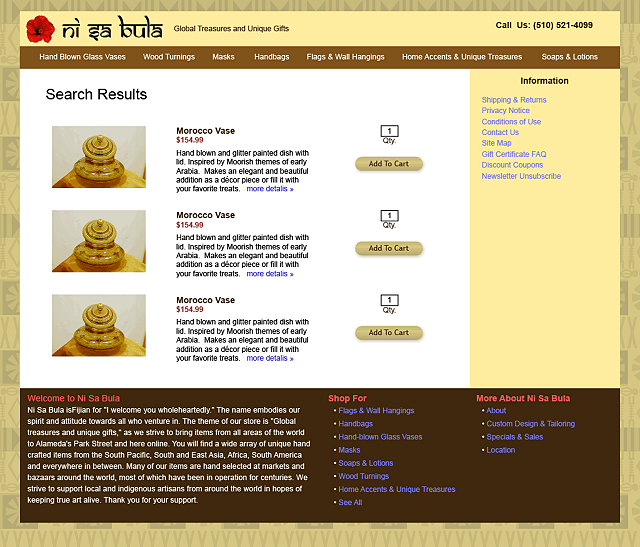 ni sa bula
Global Treasures and Unique Gifts
Call Us: (510) 521-4099
Hand Blown Glass Vases Wood Turnings Masks Handbags Flags & Wall Hangings Home Accents & Unique Treasures Soaps & Lotions
Search Results
Morocco Vase
$154.99
Hand blown and glitter painted dish with
lid. Inspired by Moorish themes of early
Arabia. Makes an elegant and beautiful
addition as a décor piece or fill it with
your favorite treats. more detalis »
1
Qty.
Add To Cart
Morocco Vase
$154.99
Hand blown and glitter painted dish with
lid. Inspired by Moorish themes of early
Arabia. Makes an elegant and beautiful
addition as a décor piece or fill it with
your favorite treats. more detalis »
1
Qty.
Add To Cart
Morocco Vase
$154.99
Hand blown and glitter painted dish with
lid. Inspired by Moorish themes of early
Arabia. Makes an elegant and beautiful
addition as a décor piece or fill it with
your favorite treats. more detalis »
1
Qty.
Add To Cart
Information
Shipping & Returns
Privacy Notice
Conditions of Use
Contact Us
Site Map
Gift Certificate FAQ
Discount Coupons
Newsletter Unsubscribe
Welcome to Ni Sa Bula
Ni Sa Bula isFijian for "I welcome you wholeheartedly." The name embodies our
spirit and attitude towards all who venture in. The theme of our store is "Global
treasures and unique gifts," as we strive to bring items from all areas of the world
to Alameda's Park Street and here online. You will find a wide array of unique hand
crafted items from the South Pacific, South and East Asia, Africa, South America
and everywhere in between. Many of our items are hand selected at markets and
bazaars around the world, most of which have been in operation for centuries. We
strive to support local and indigenous artisans from around the world in hopes of
keeping true art alive. Thank you for your support.
Shop For
• Flags & Wall Hangings
• Handbags
• Hand-blown Glass Vases
• Masks
• Soaps & Lotions
• Wood Turnings
• Home Accents & Unique Treasures
• See All
More About Ni Sa Bula
• About
• Custom Design & Tailoring
• Specials & Sales
• Location